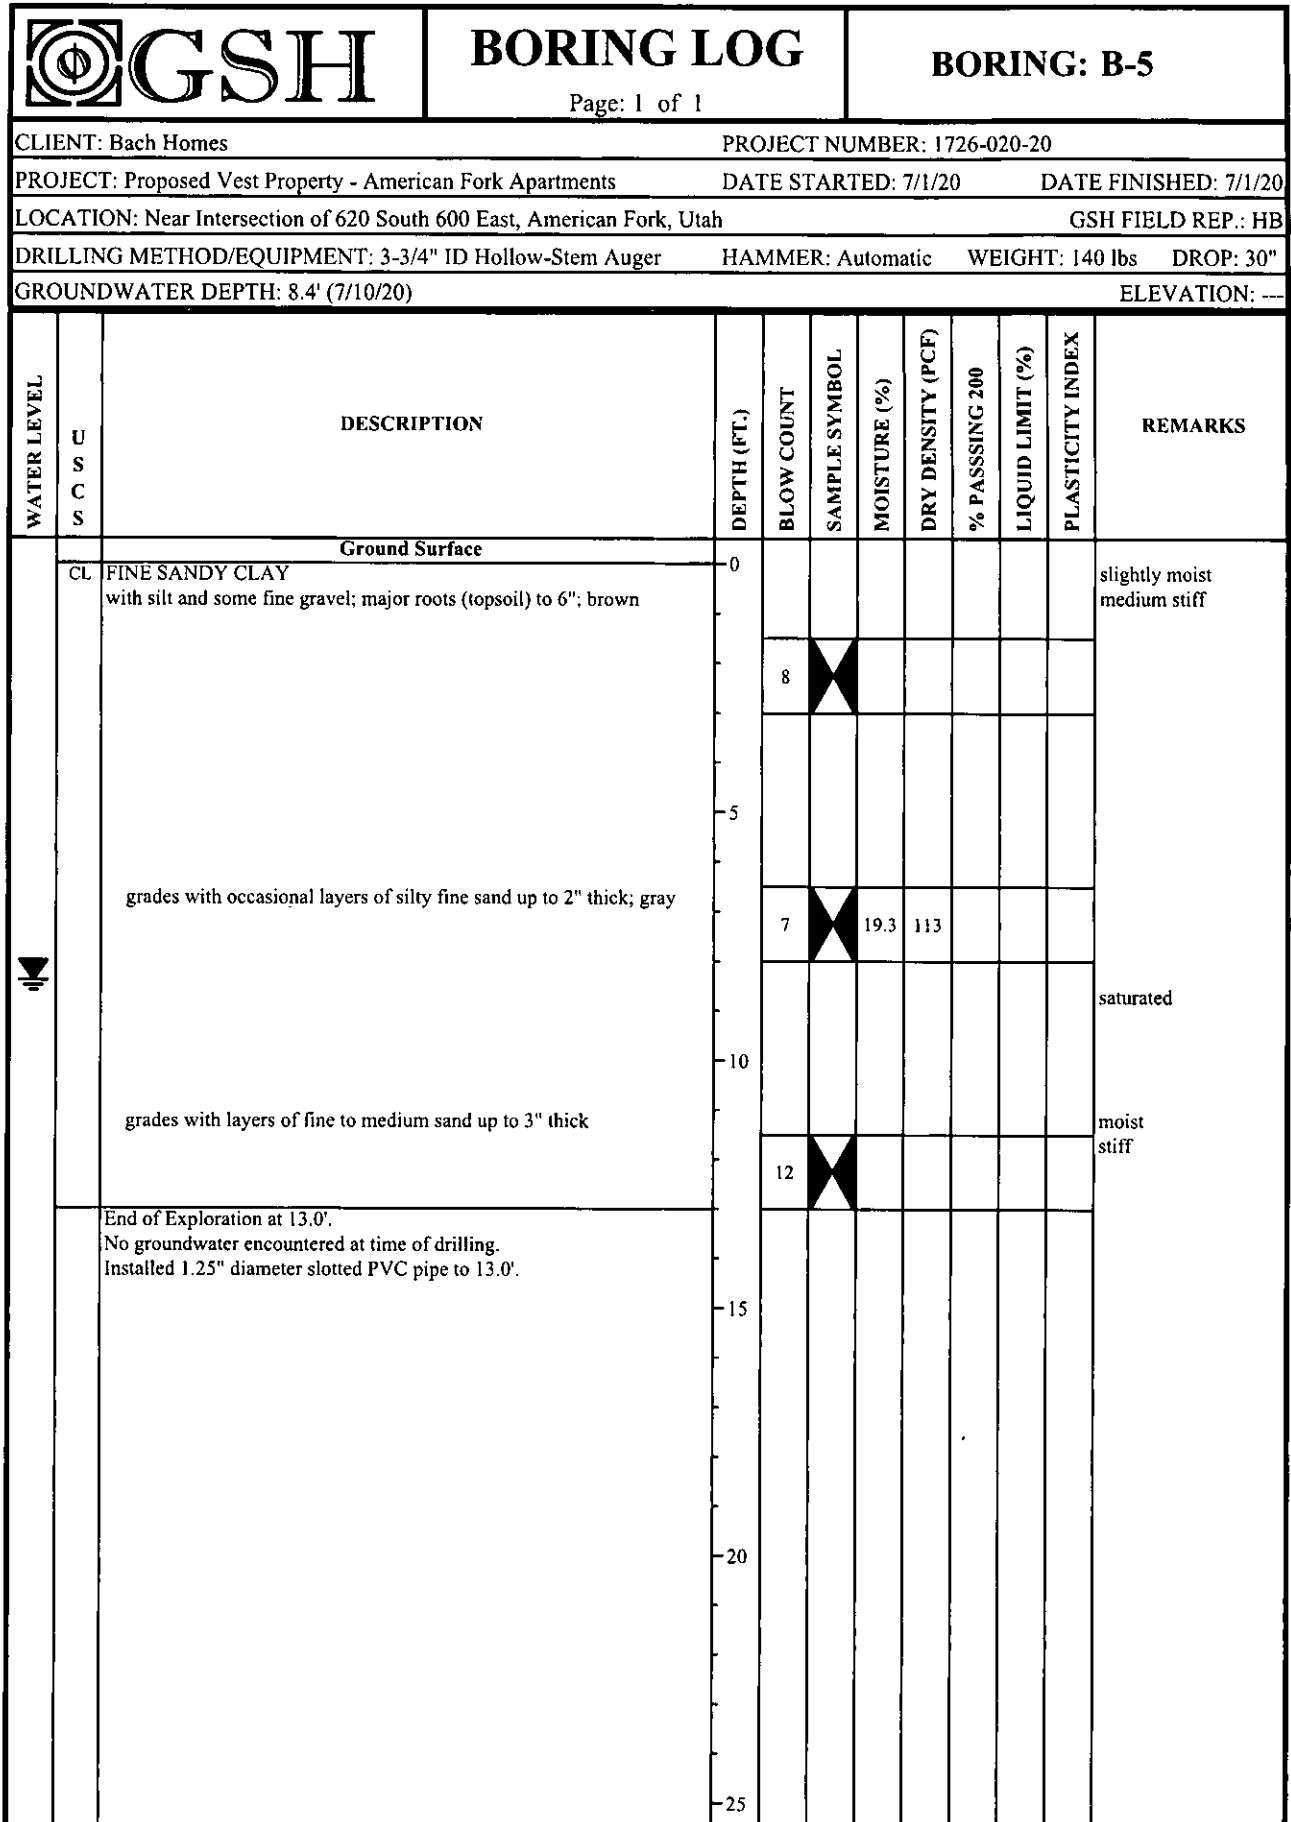 GSH
BORING LOG
Page: 1 of 1
BORING: B-5
CLIENT: Bach Homes PROJECT NUMBER: 1726-020-20
PROJECT: Proposed Vest Property - American Fork Apartments DATE STARTED: 7/1/20 DATE FINISHED: 7/1/20
LOCATION: Near Intersection of 620 South 600 East, American Fork, Utah GSH FIELD REP.: HB
DRILLING METHOD/EQUIPMENT: 3-3/4" ID Hollow-Stem Auger HAMMER: Automatic WEIGHT: 140 lbs DROP: 30"
GROUNDWATER DEPTH: 8.4' (7/10/20) ELEVATION: ---
WATER LEVEL
U
S
C
S
DESCRIPTION
DEPTH (FT.)
BLOW COUNT
SAMPLE SYMBOL
MOISTURE (%)
DRY DENSITY (PCF)
% PASSSING 200
LIQUID LIMIT (%)
PLASTICITY INDEX
REMARKS
Ground Surface
0
CL FINE SANDY CLAY slightly moist
with silt and some fine gravel; major roots (topsoil) to 6"; brown medium stiff
8
5
grades with occasional layers of silty fine sand up to 2" thick; gray
7 19.3 113
saturated
10
grades with layers of fine to medium sand up to 3" thick moist
stiff
12
End of Exploration at 13.0'.
No groundwater encountered at time of drilling.
Installed 1.25" diameter slotted PVC pipe to 13.0'.
15
20
25